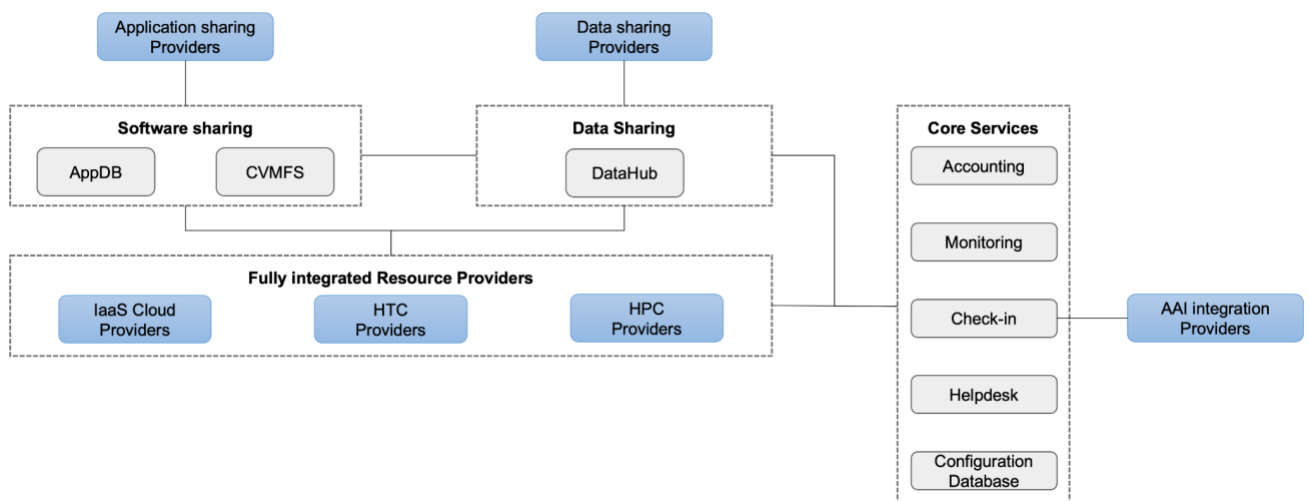 Application sharing
Providers
Data sharing
Providers
Software sharing
AppDB
CVMFS
Data Sharing
DataHub
Fully integrated Resource Providers
IaaS Cloud
Providers
HTC
Providers
HPC
Providers
Core Services
Accounting
Monitoring
Check-in
Helpdesk
Configuration
Database
AAI integration
Providers